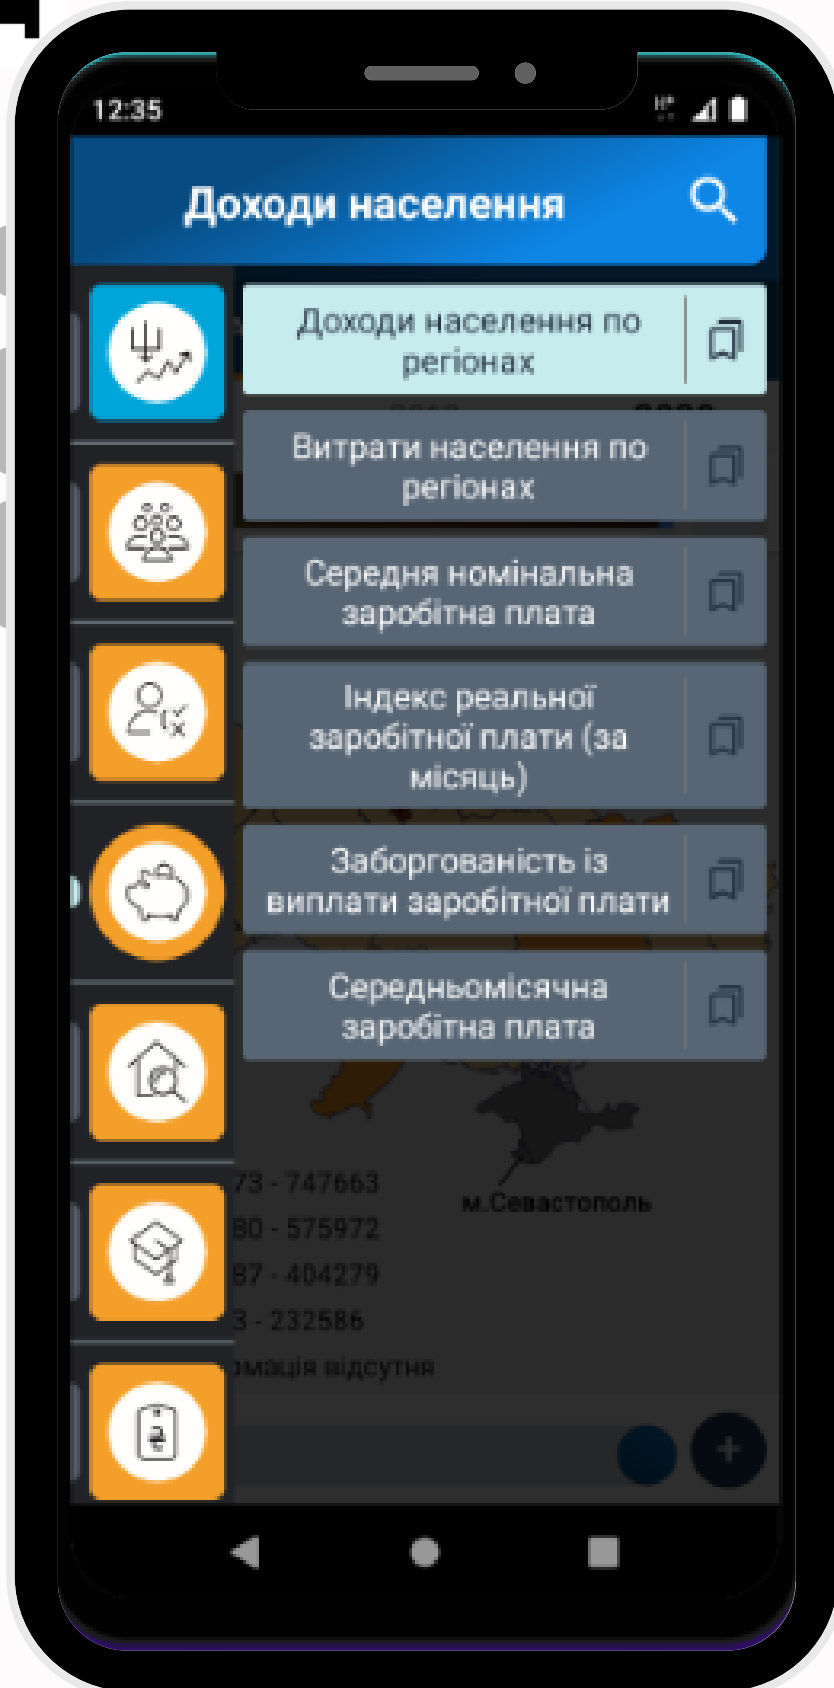 12:35
Доходи населення
Доходи населення по
регіонах
Витрати населення по
регіонах
Середня номінальна
заробітна плата
Індекс реальної
заробітної плати (за
місяць)
Заборгованість із
виплати заробітної плати
Середньомісячна
заробітна плата
73 - 747663
м.Севастополь
80 - 575972
87 - 404279
3 - 232586
рмація відсутня